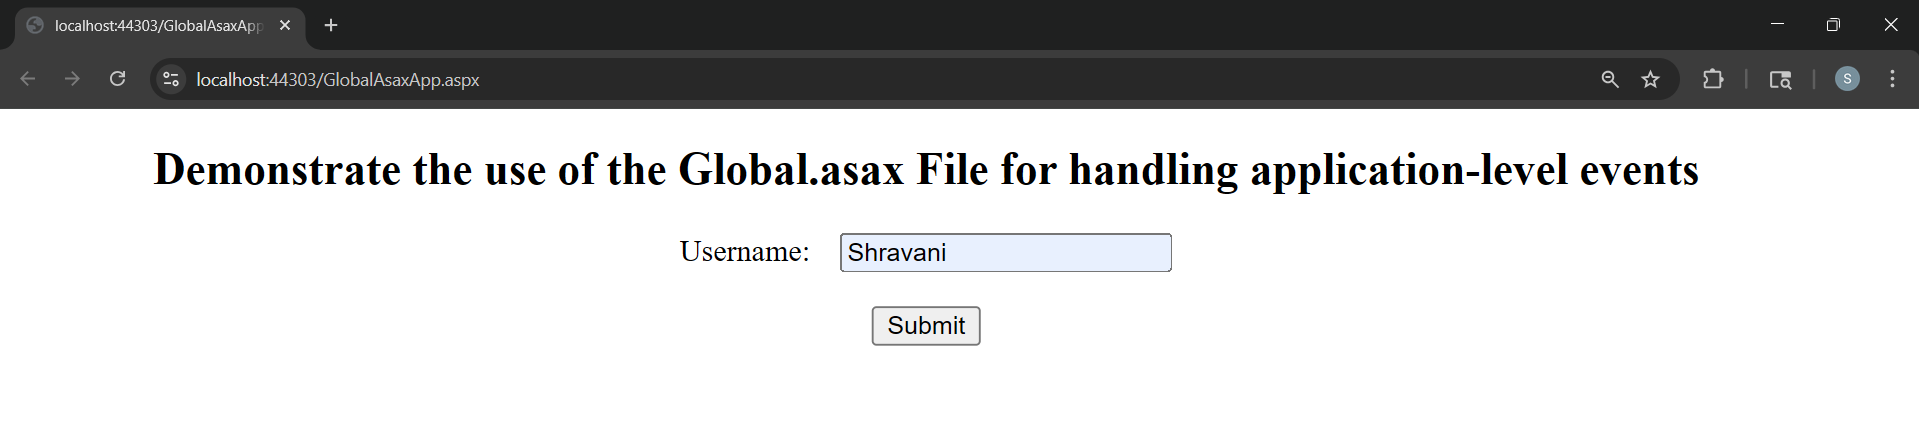 localhost:44303/GlobalAsaxApp
localhost:44303/GlobalAsaxApp.aspx
S
Demonstrate the use of the Global.asax File for handling application-level events
Username: Shravani
Submit